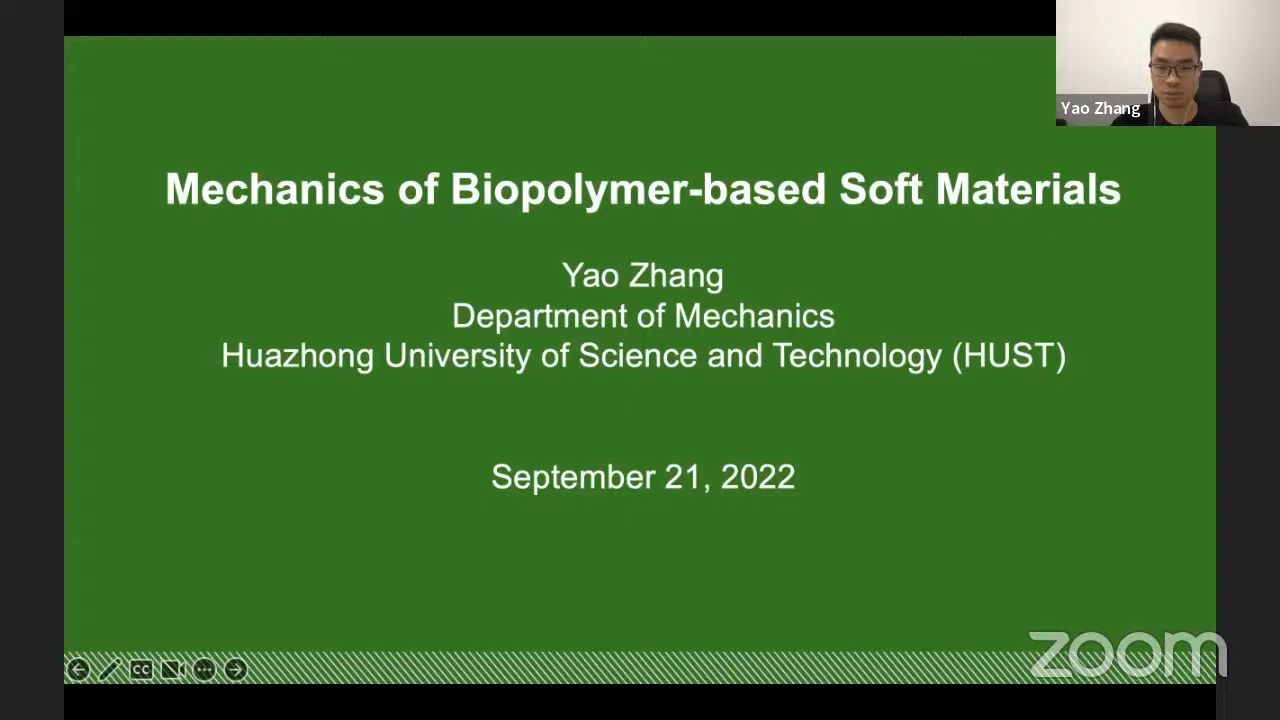 Yao Zhang
Mechanics of Biopolymer-based Soft Materials
Yao Zhang
Department of Mechanics
Huazhong University of Science and Technology (HUST)
September 21, 2022
CC
zoom